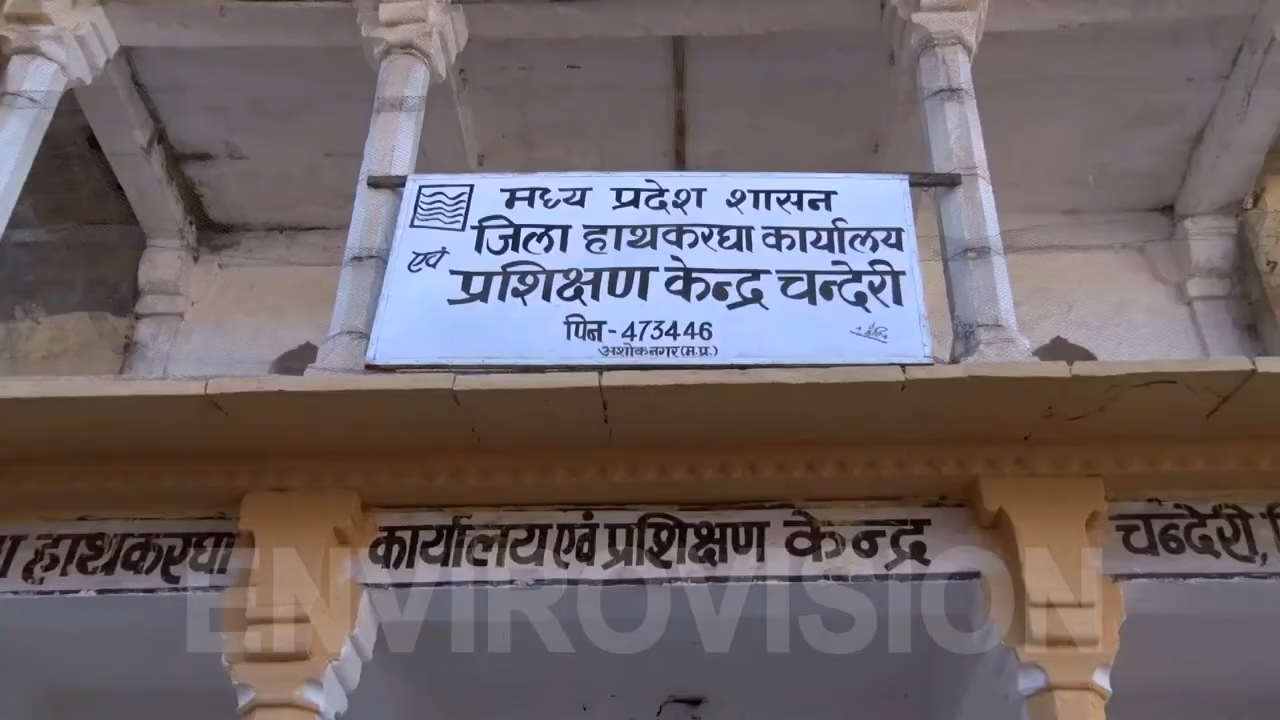 मध्य प्रदेश शासन
जिला हाथकरघा कार्यालय
एवं
प्रशिक्षण केन्द्र चन्देरी
पिन-473446
अशोकनगर (म.प्र.)
हाथकरघा कार्यालय एवं प्रशिक्षण केन्द्र चन्देरी,
ENVIROVISION